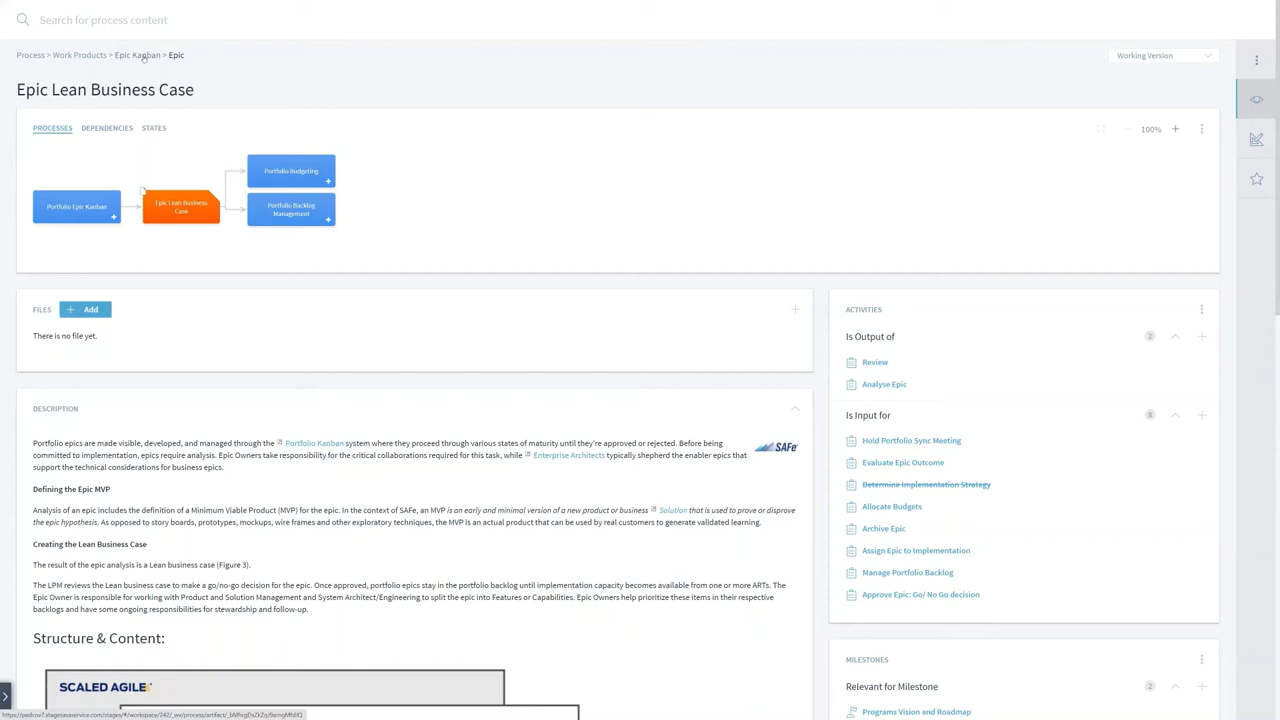 Search for process content
Process > Work Products > Epic Kanban > Epic
Working Version
Epic Lean Business Case
PROCESSES DEPENDENCIES STATES
100%
Portfolio Epic Kanban
Epic Lean Business
Case
Portfolio Budgeting
Portfolio Backlog
Management
FILES
+ Add
There is no file yet.
DESCRIPTION
Portfolio epics are made visible, developed, and managed through the Portfolio Kanban system where they proceed through various states of maturity until they're approved or rejected. Before being
committed to implementation, epics require analysis. Epic Owners take responsibility for the critical collaborations required for this task, while Enterprise Architects typically shepherd the enabler epics that
support the technical considerations for business epics.
SAFe
Defining the Epic MVP
Analysis of an epic includes the definition of a Minimum Viable Product (MVP) for the epic. In the context of SAFe, an MVP is an early and minimal version of a new product or business Solution that is used to prove or disprove
the epic hypothesis. As opposed to story boards, prototypes, mockups, wire frames and other exploratory techniques, the MVP is an actual product that can be used by real customers to generate validated learning.
Creating the Lean Business Case
The result of the epic analysis is a Lean business case (Figure 3).
The LPM reviews the Lean business case to make a go/no-go decision for the epic. Once approved, portfolio epics stay in the portfolio backlog until implementation capacity becomes available from one or more ARTs. The
Epic Owner is responsible for working with Product and Solution Management and System Architect/Engineering to split the epic into Features or Capabilities. Epic Owners help prioritize these items in their respective
backlogs and have some ongoing responsibilities for stewardship and follow-up.
Structure & Content:
SCALED AGILE
ACTIVITIES
Is Output of 2
Review
Analyse Epic
Is Input for 8
Hold Portfolio Sync Meeting
Evaluate Epic Outcome
Determine Implementation Strategy
Allocate Budgets
Archive Epic
Assign Epic to Implementation
Manage Portfolio Backlog
Approve Epic: Go/ No Go decision
MILESTONES
Relevant for Milestone 2
Programs Vision and Roadmap